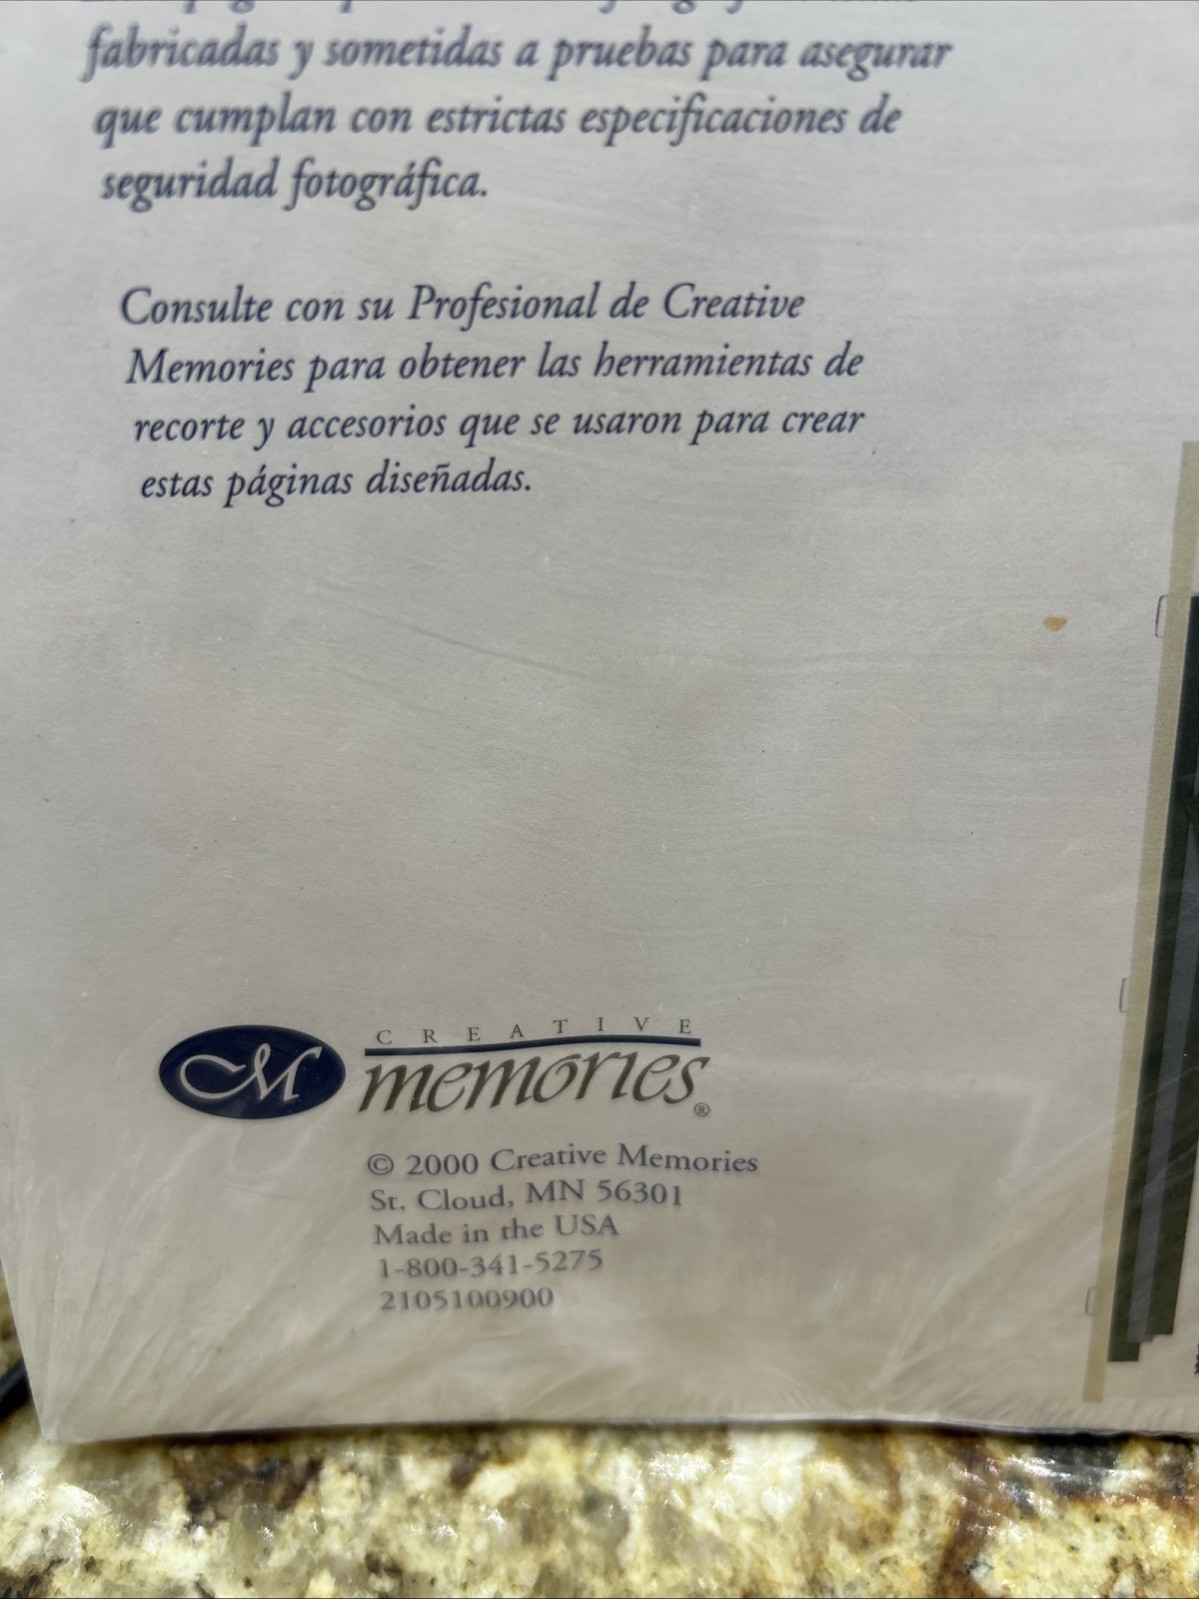 fabricadas y sometidas a pruebas para asegurar
que cumplan con estrictas especificaciones de
seguridad fotográfica.
Consulte con su Profesional de Creative
Memories para obtener las herramientas de
recorte y accesorios que se usaron para crear
estas páginas diseñadas.
CREATIVE
memories®
© 2000 Creative Memories
St. Cloud, MN 56301
Made in the USA
1-800-341-5275
2105100900